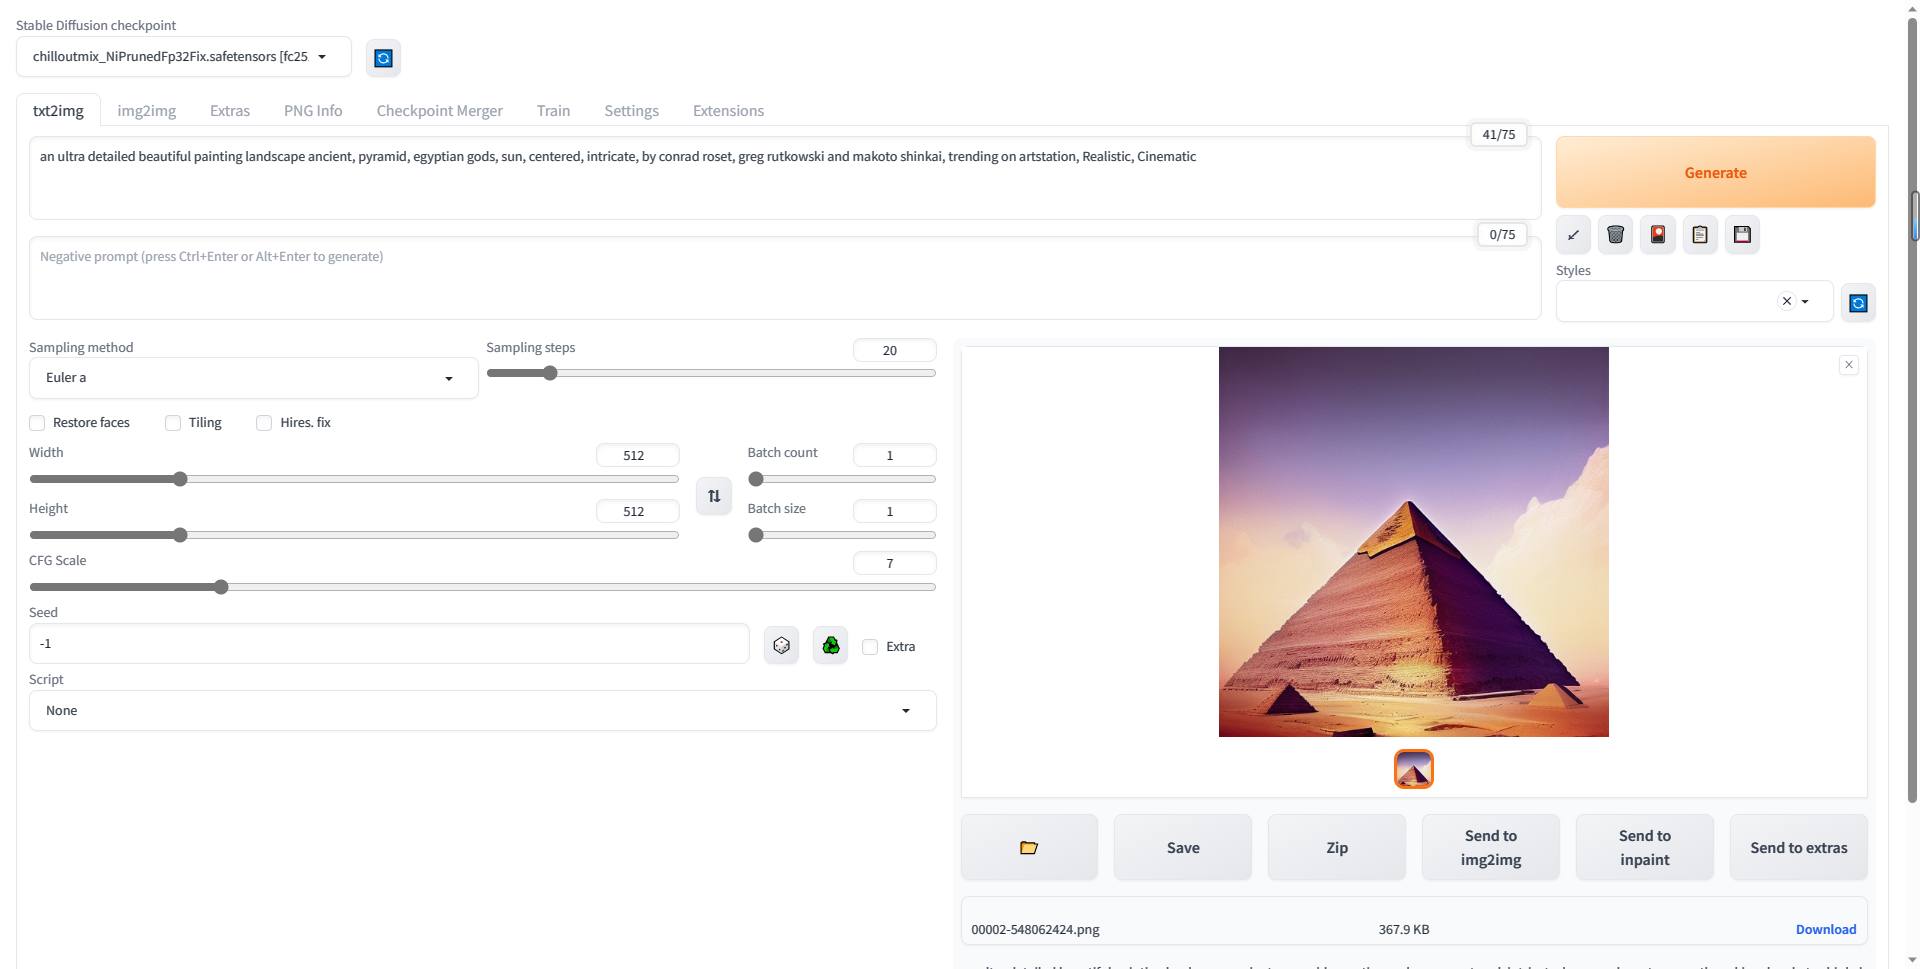 Stable Diffusion checkpoint
chilloutmix_NiPrunedFp32Fix.safetensors [fc25
txt2img img2img Extras PNG Info Checkpoint Merger Train Settings Extensions
41/75
an ultra detailed beautiful painting landscape ancient, pyramid, egyptian gods, sun, centered, intricate, by conrad roset, greg rutkowski and makoto shinkai, trending on artstation, Realistic, Cinematic
Generate
0/75
Negative prompt (press Ctrl+Enter or Alt+Enter to generate)
Styles
Sampling method
Euler a
Sampling steps
20
Restore faces Tiling Hires. fix
Width
512
Batch count
1
Height
512
Batch size
1
CFG Scale
7
Seed
-1
Extra
Script
None
Save
Zip
Send to
img2img
Send to
inpaint
Send to extras
00002-548062424.png 367.9 KB Download